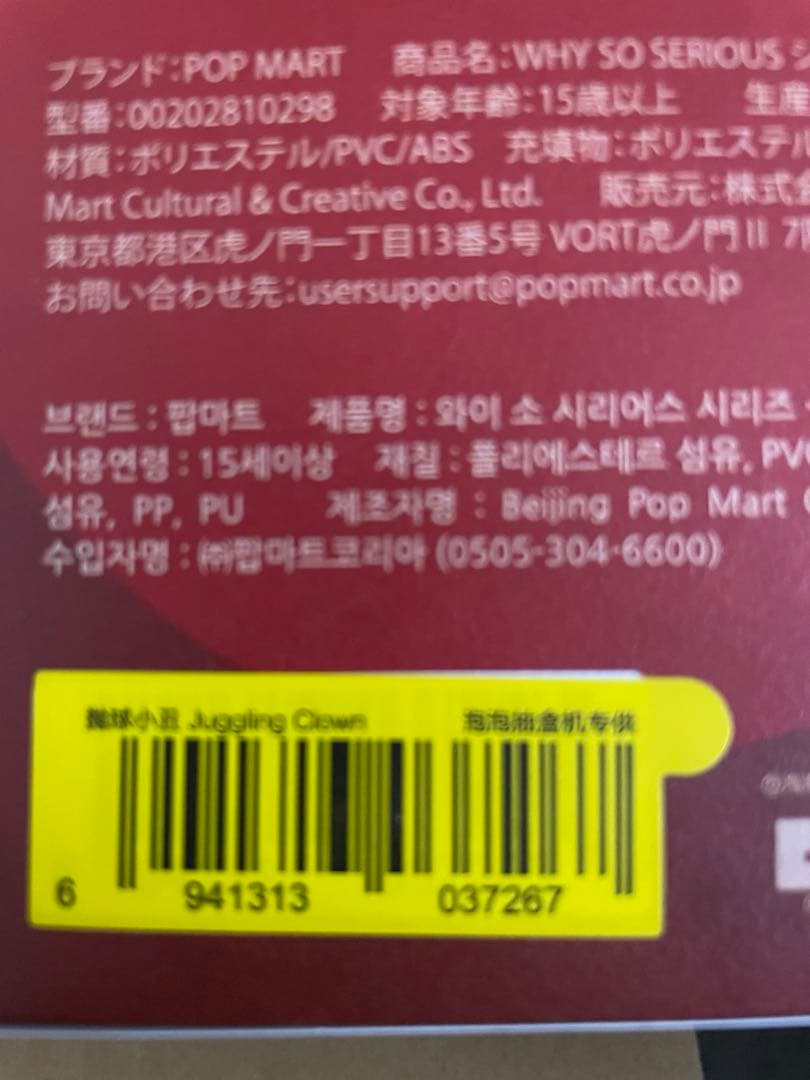 ブランド：POP MART 商品名：WHY SO SERIOUS シ
型番：00202810298 対象年齢：15歳以上 生産
材質：ポリエステル/PVC/ABS 充填物：ポリエステル
Mart Cultural & Creative Co., Ltd. 販売元：株式会
東京都港区虎ノ門一丁目13番5号 VORT虎ノ門II 7階
お問い合わせ先：usersupport@popmart.co.jp
브랜드 : 팝마트 제품명 : 와이 소 시리어스 시리즈
사용연령 : 15세이상 재질 : 폴리에스테르 섬유, PVC
섬유, PP, PU 제조자명 : Beijing Pop Mart
수입자명 : ㈜팝마트코리아 (0505-304-6600)
抛球小丑 Juggling Clown 泡泡抽盒机专供
6 941313 037267